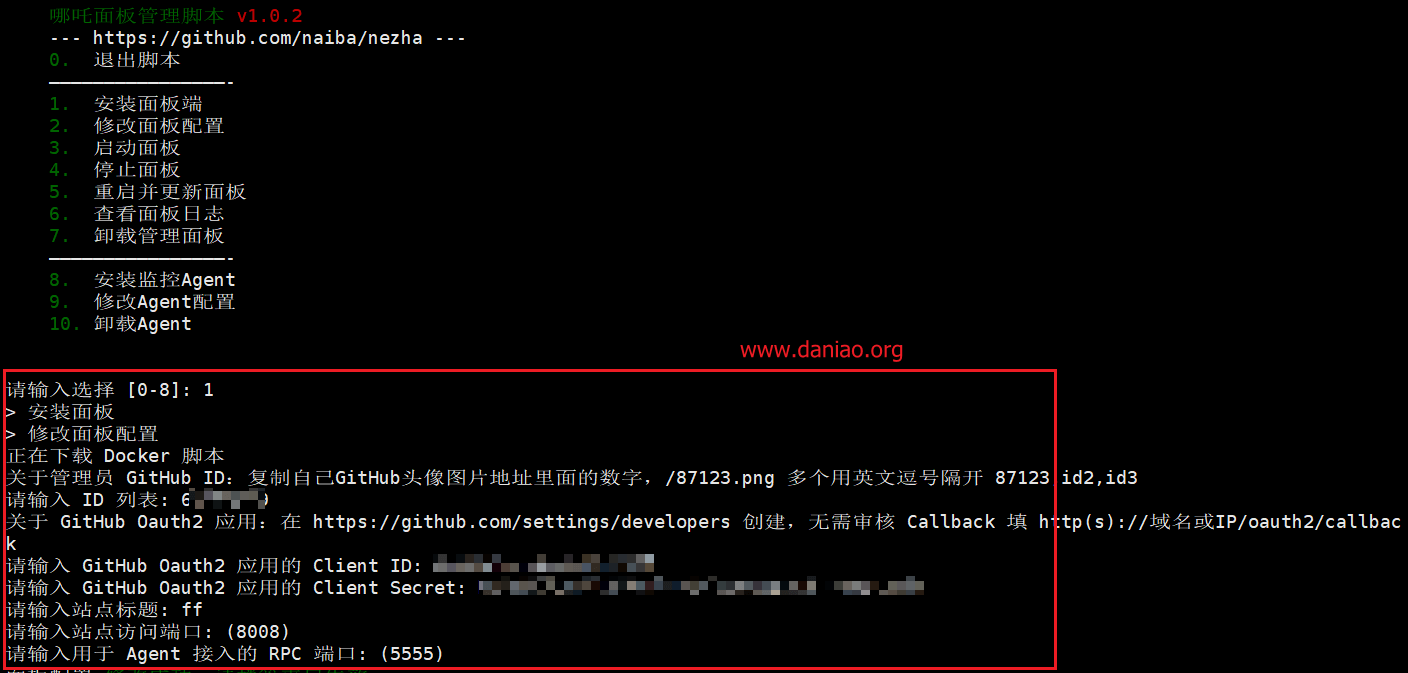 哪吒面板管理脚本 v1.0.2
--- https://github.com/naiba/nezha ---
0. 退出脚本
————————————————-
1. 安装面板端
2. 修改面板配置
3. 启动面板
4. 停止面板
5. 重启并更新面板
6. 查看面板日志
7. 卸载管理面板
————————————————-
8. 安装监控Agent
9. 修改Agent配置
10. 卸载Agent
www.daniao.org
请输入选择 [0-8]: 1
> 安装面板
> 修改面板配置
正在下载 Docker 脚本
关于管理员 GitHub ID：复制自己GitHub头像图片地址里面的数字，/87123.png 多个用英文逗号隔开 87123,id2,id3
请输入 ID 列表: 6
关于 GitHub Oauth2 应用：在 https://github.com/settings/developers 创建，无需审核 Callback 填 http(s)://域名或IP/oauth2/callbac
k
请输入 GitHub Oauth2 应用的 Client ID:
请输入 GitHub Oauth2 应用的 Client Secret:
请输入站点标题: ff
请输入站点访问端口: (8008)
请输入用于 Agent 接入的 RPC 端口: (5555)